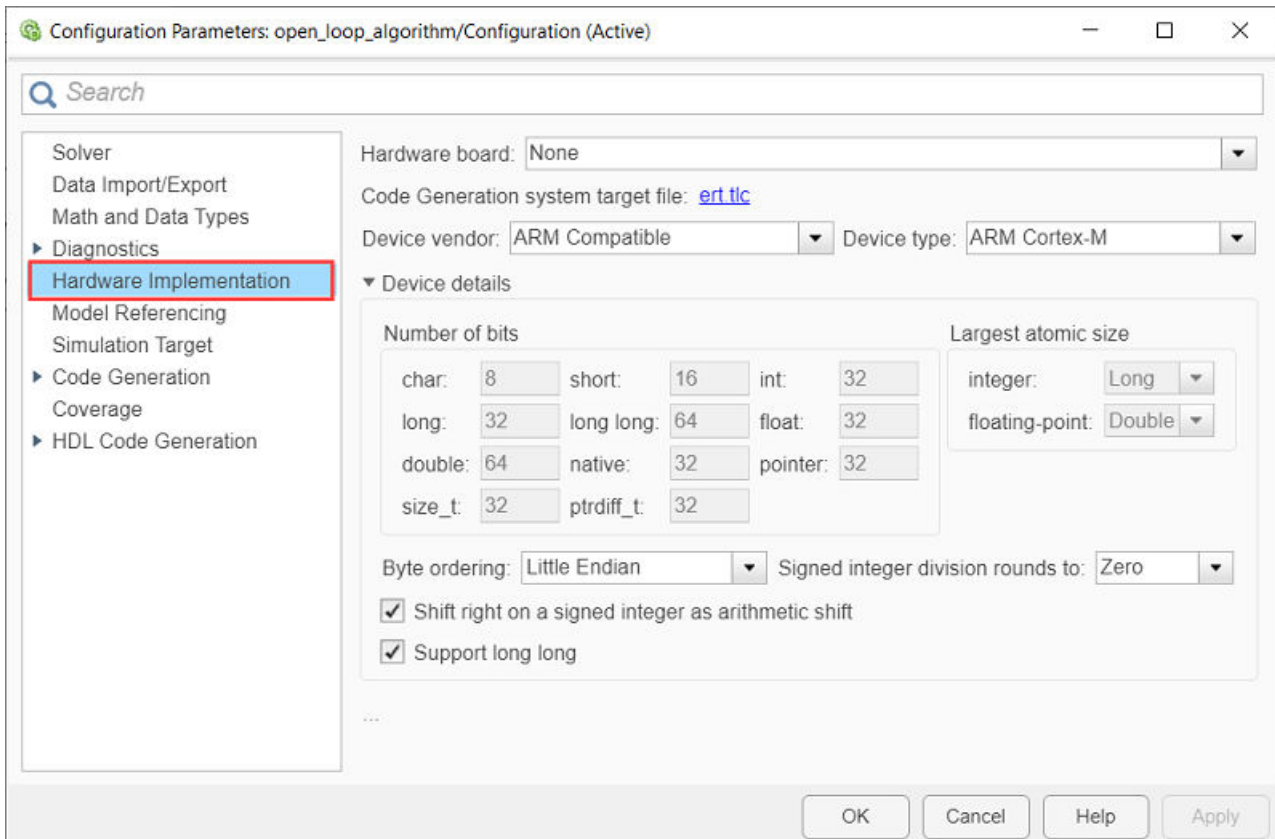 Configuration Parameters: open_loop_algorithm/Configuration (Active)
Search
Solver
Data Import/Export
Math and Data Types
Diagnostics
Hardware Implementation
Model Referencing
Simulation Target
Code Generation
Coverage
HDL Code Generation
Hardware board: None
Code Generation system target file: ert.tlc
Device vendor: ARM Compatible Device type: ARM Cortex-M
Device details
Number of bits
char: 8 short: 16 int: 32
long: 32 long long: 64 float: 32
double: 64 native: 32 pointer: 32
size_t: 32 ptrdiff_t: 32
Largest atomic size
integer: Long
floating-point: Double
Byte ordering: Little Endian Signed integer division rounds to: Zero
Shift right on a signed integer as arithmetic shift
Support long long
...
OK Cancel Help Apply